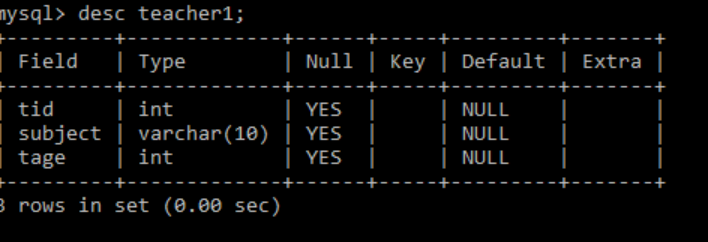 mysql> desc teacher1;
+---------+-------------+------+-----+---------+-------+
| Field   | Type        | Null | Key | Default | Extra |
+---------+-------------+------+-----+---------+-------+
| tid     | int         | YES  |     | NULL    |       |
| subject | varchar(10) | YES  |     | NULL    |       |
| tage    | int         | YES  |     | NULL    |       |
+---------+-------------+------+-----+---------+-------+
3 rows in set (0.00 sec)